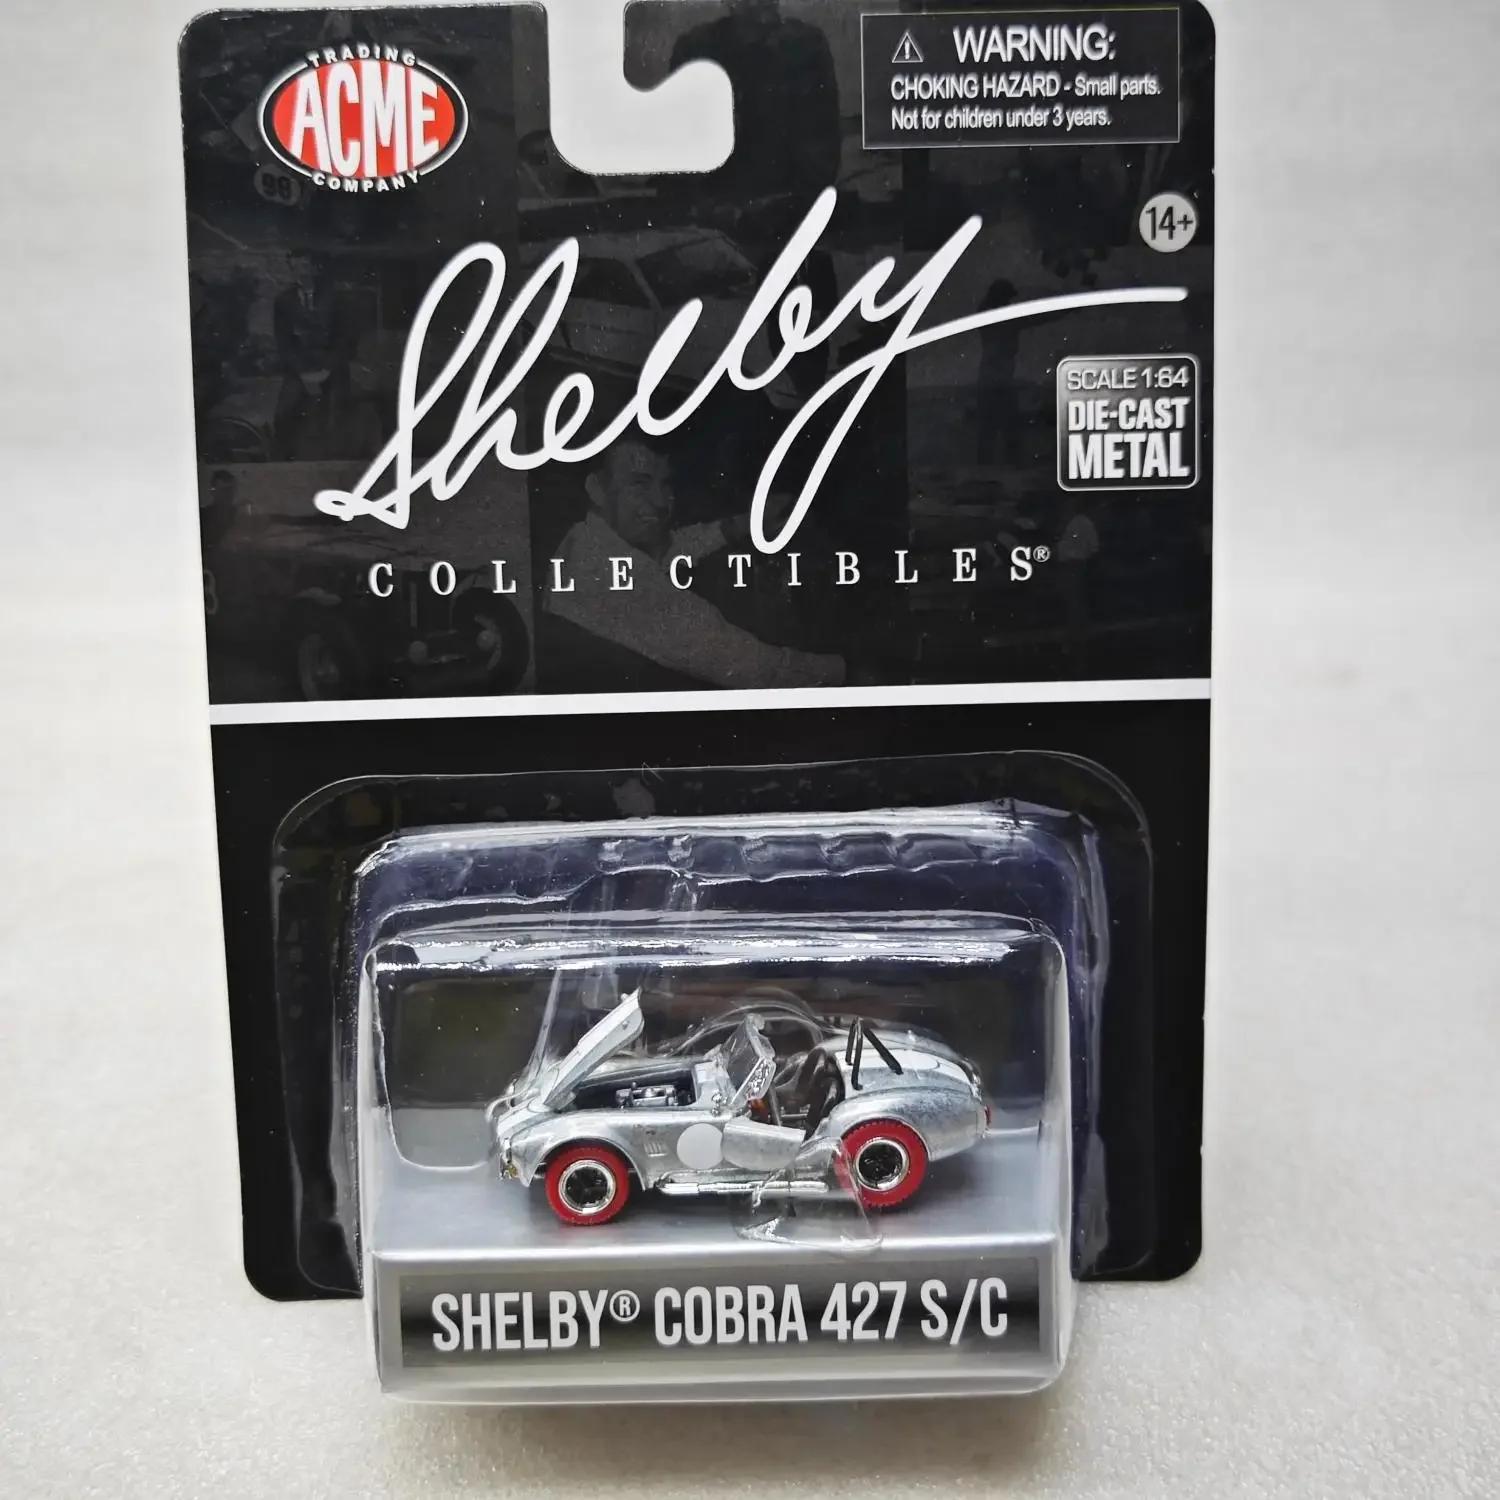 TRADING
ACME
COMPANY
98
WARNING:
CHOKING HAZARD - Small parts.
Not for children under 3 years.
14+
Shelby
COLLECTIBLES®
SCALE 1:64
DIE-CAST
METAL
SHELBY® COBRA 427 S/C